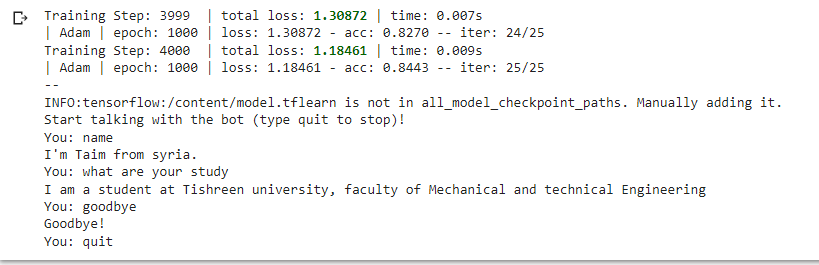 Training Step: 3999  | total loss: 1.30872 | time: 0.007s
| Adam | epoch: 1000 | loss: 1.30872 - acc: 0.8270 -- iter: 24/25
Training Step: 4000  | total loss: 1.18461 | time: 0.009s
| Adam | epoch: 1000 | loss: 1.18461 - acc: 0.8443 -- iter: 25/25
--
INFO:tensorflow:/content/model.tflearn is not in all_model_checkpoint_paths. Manually adding it.
Start talking with the bot (type quit to stop)!
You: name
I'm Taim from syria.
You: what are your study
I am a student at Tishreen university, faculty of Mechanical and technical Engineering
You: goodbye
Goodbye!
You: quit